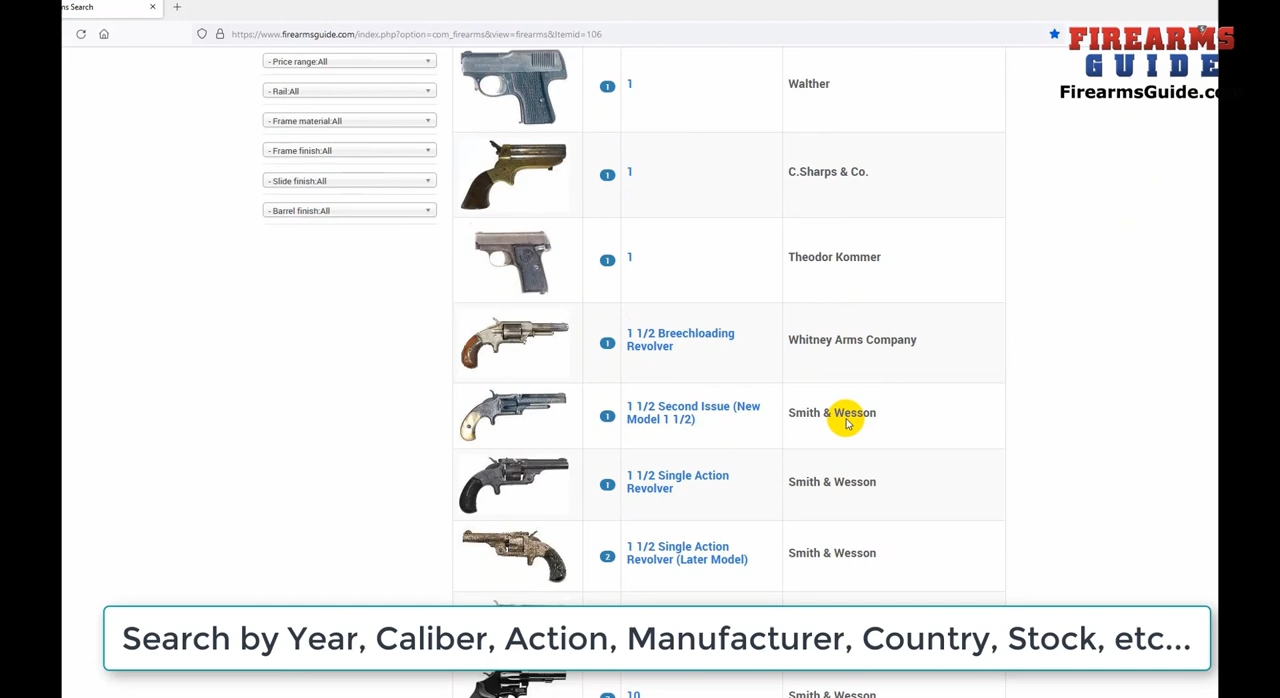 ns Search
https://www.firearmsguide.com/index.php?option=com_firearms&view=firearms&Itemid=106
FIREARMS
GUIDE
FirearmsGuide.co
- Price range:All
- Rail:All
- Frame material:All
- Frame finish:All
- Slide finish:All
- Barrel finish:All
1 1 Walther
1 1 C.Sharps & Co.
1 1 Theodor Kommer
1 1 1/2 Breechloading
Revolver
Whitney Arms Company
1 1 1/2 Second Issue (New
Model 1 1/2)
Smith & Wesson
1 1 1/2 Single Action
Revolver
Smith & Wesson
2 1 1/2 Single Action
Revolver (Later Model)
Smith & Wesson
Search by Year, Caliber, Action, Manufacturer, Country, Stock, etc...
10 Smith & Wesson